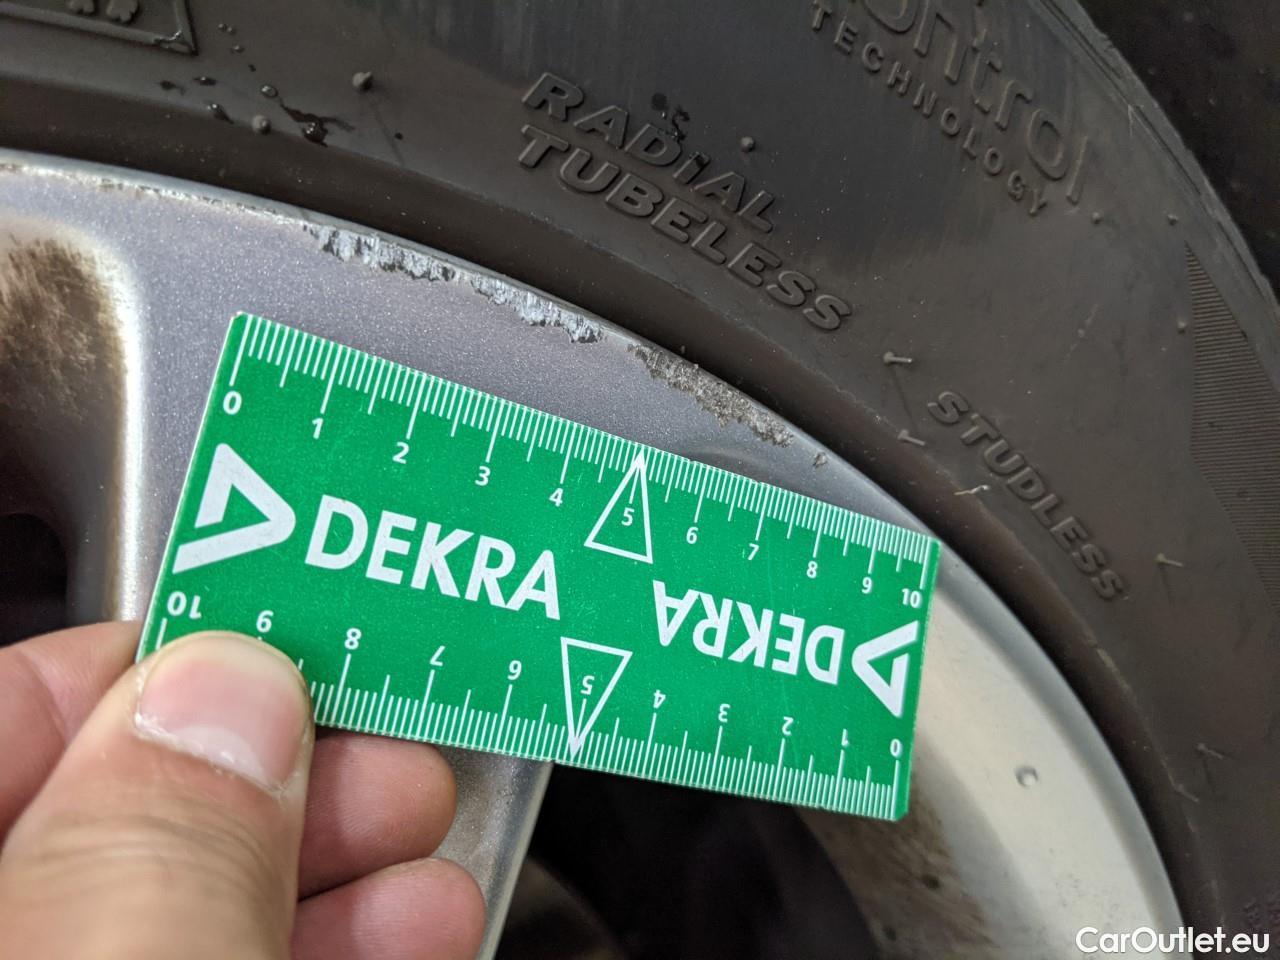 ontrol
TECHNOLOGY
RADIAL
TUBELESS
STUDLESS
0 1 2 3 4 5 6 7 8 9 10
DEKRA
DEKRA
10 9 8 7 6 5 4 3 2 1 0
CarOutlet.eu